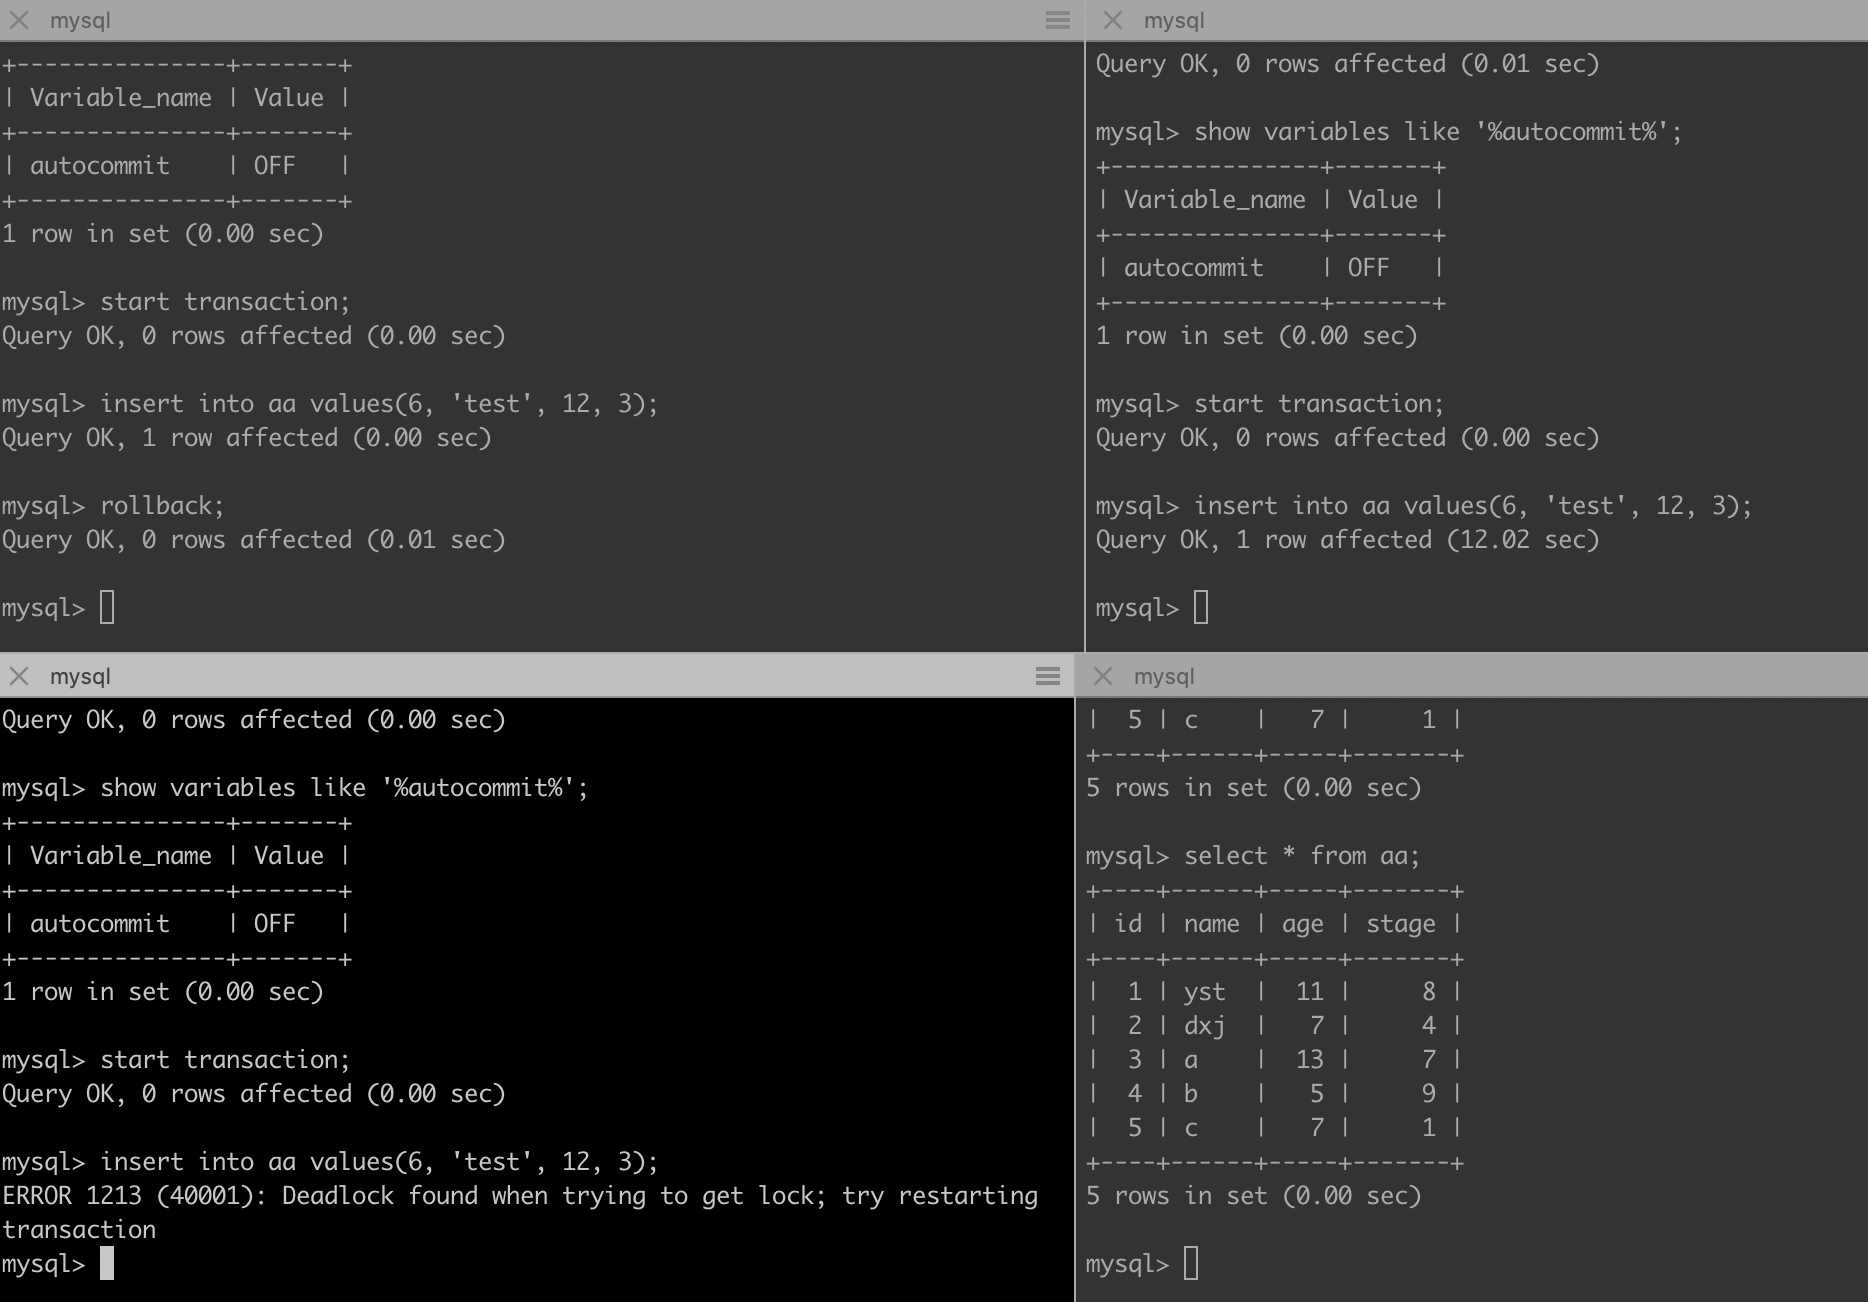 mysql
+---------------+-------+
| Variable_name | Value |
+---------------+-------+
| autocommit    | OFF   |
+---------------+-------+
1 row in set (0.00 sec)

mysql> start transaction;
Query OK, 0 rows affected (0.00 sec)

mysql> insert into aa values(6, 'test', 12, 3);
Query OK, 1 row affected (0.00 sec)

mysql> rollback;
Query OK, 0 rows affected (0.01 sec)

mysql>
mysql
Query OK, 0 rows affected (0.01 sec)

mysql> show variables like '%autocommit%';
+---------------+-------+
| Variable_name | Value |
+---------------+-------+
| autocommit    | OFF   |
+---------------+-------+
1 row in set (0.00 sec)

mysql> start transaction;
Query OK, 0 rows affected (0.00 sec)

mysql> insert into aa values(6, 'test', 12, 3);
Query OK, 1 row affected (12.02 sec)

mysql>
mysql
Query OK, 0 rows affected (0.00 sec)

mysql> show variables like '%autocommit%';
+---------------+-------+
| Variable_name | Value |
+---------------+-------+
| autocommit    | OFF   |
+---------------+-------+
1 row in set (0.00 sec)

mysql> start transaction;
Query OK, 0 rows affected (0.00 sec)

mysql> insert into aa values(6, 'test', 12, 3);
ERROR 1213 (40001): Deadlock found when trying to get lock; try restarting
transaction
mysql>
mysql
|  5 | c    |   7 |     1 |
+----+------+-----+-------+
5 rows in set (0.00 sec)

mysql> select * from aa;
+----+------+-----+-------+
| id | name | age | stage |
+----+------+-----+-------+
|  1 | yst  |  11 |     8 |
|  2 | dxj  |   7 |     4 |
|  3 | a    |  13 |     7 |
|  4 | b    |   5 |     9 |
|  5 | c    |   7 |     1 |
+----+------+-----+-------+
5 rows in set (0.00 sec)

mysql>